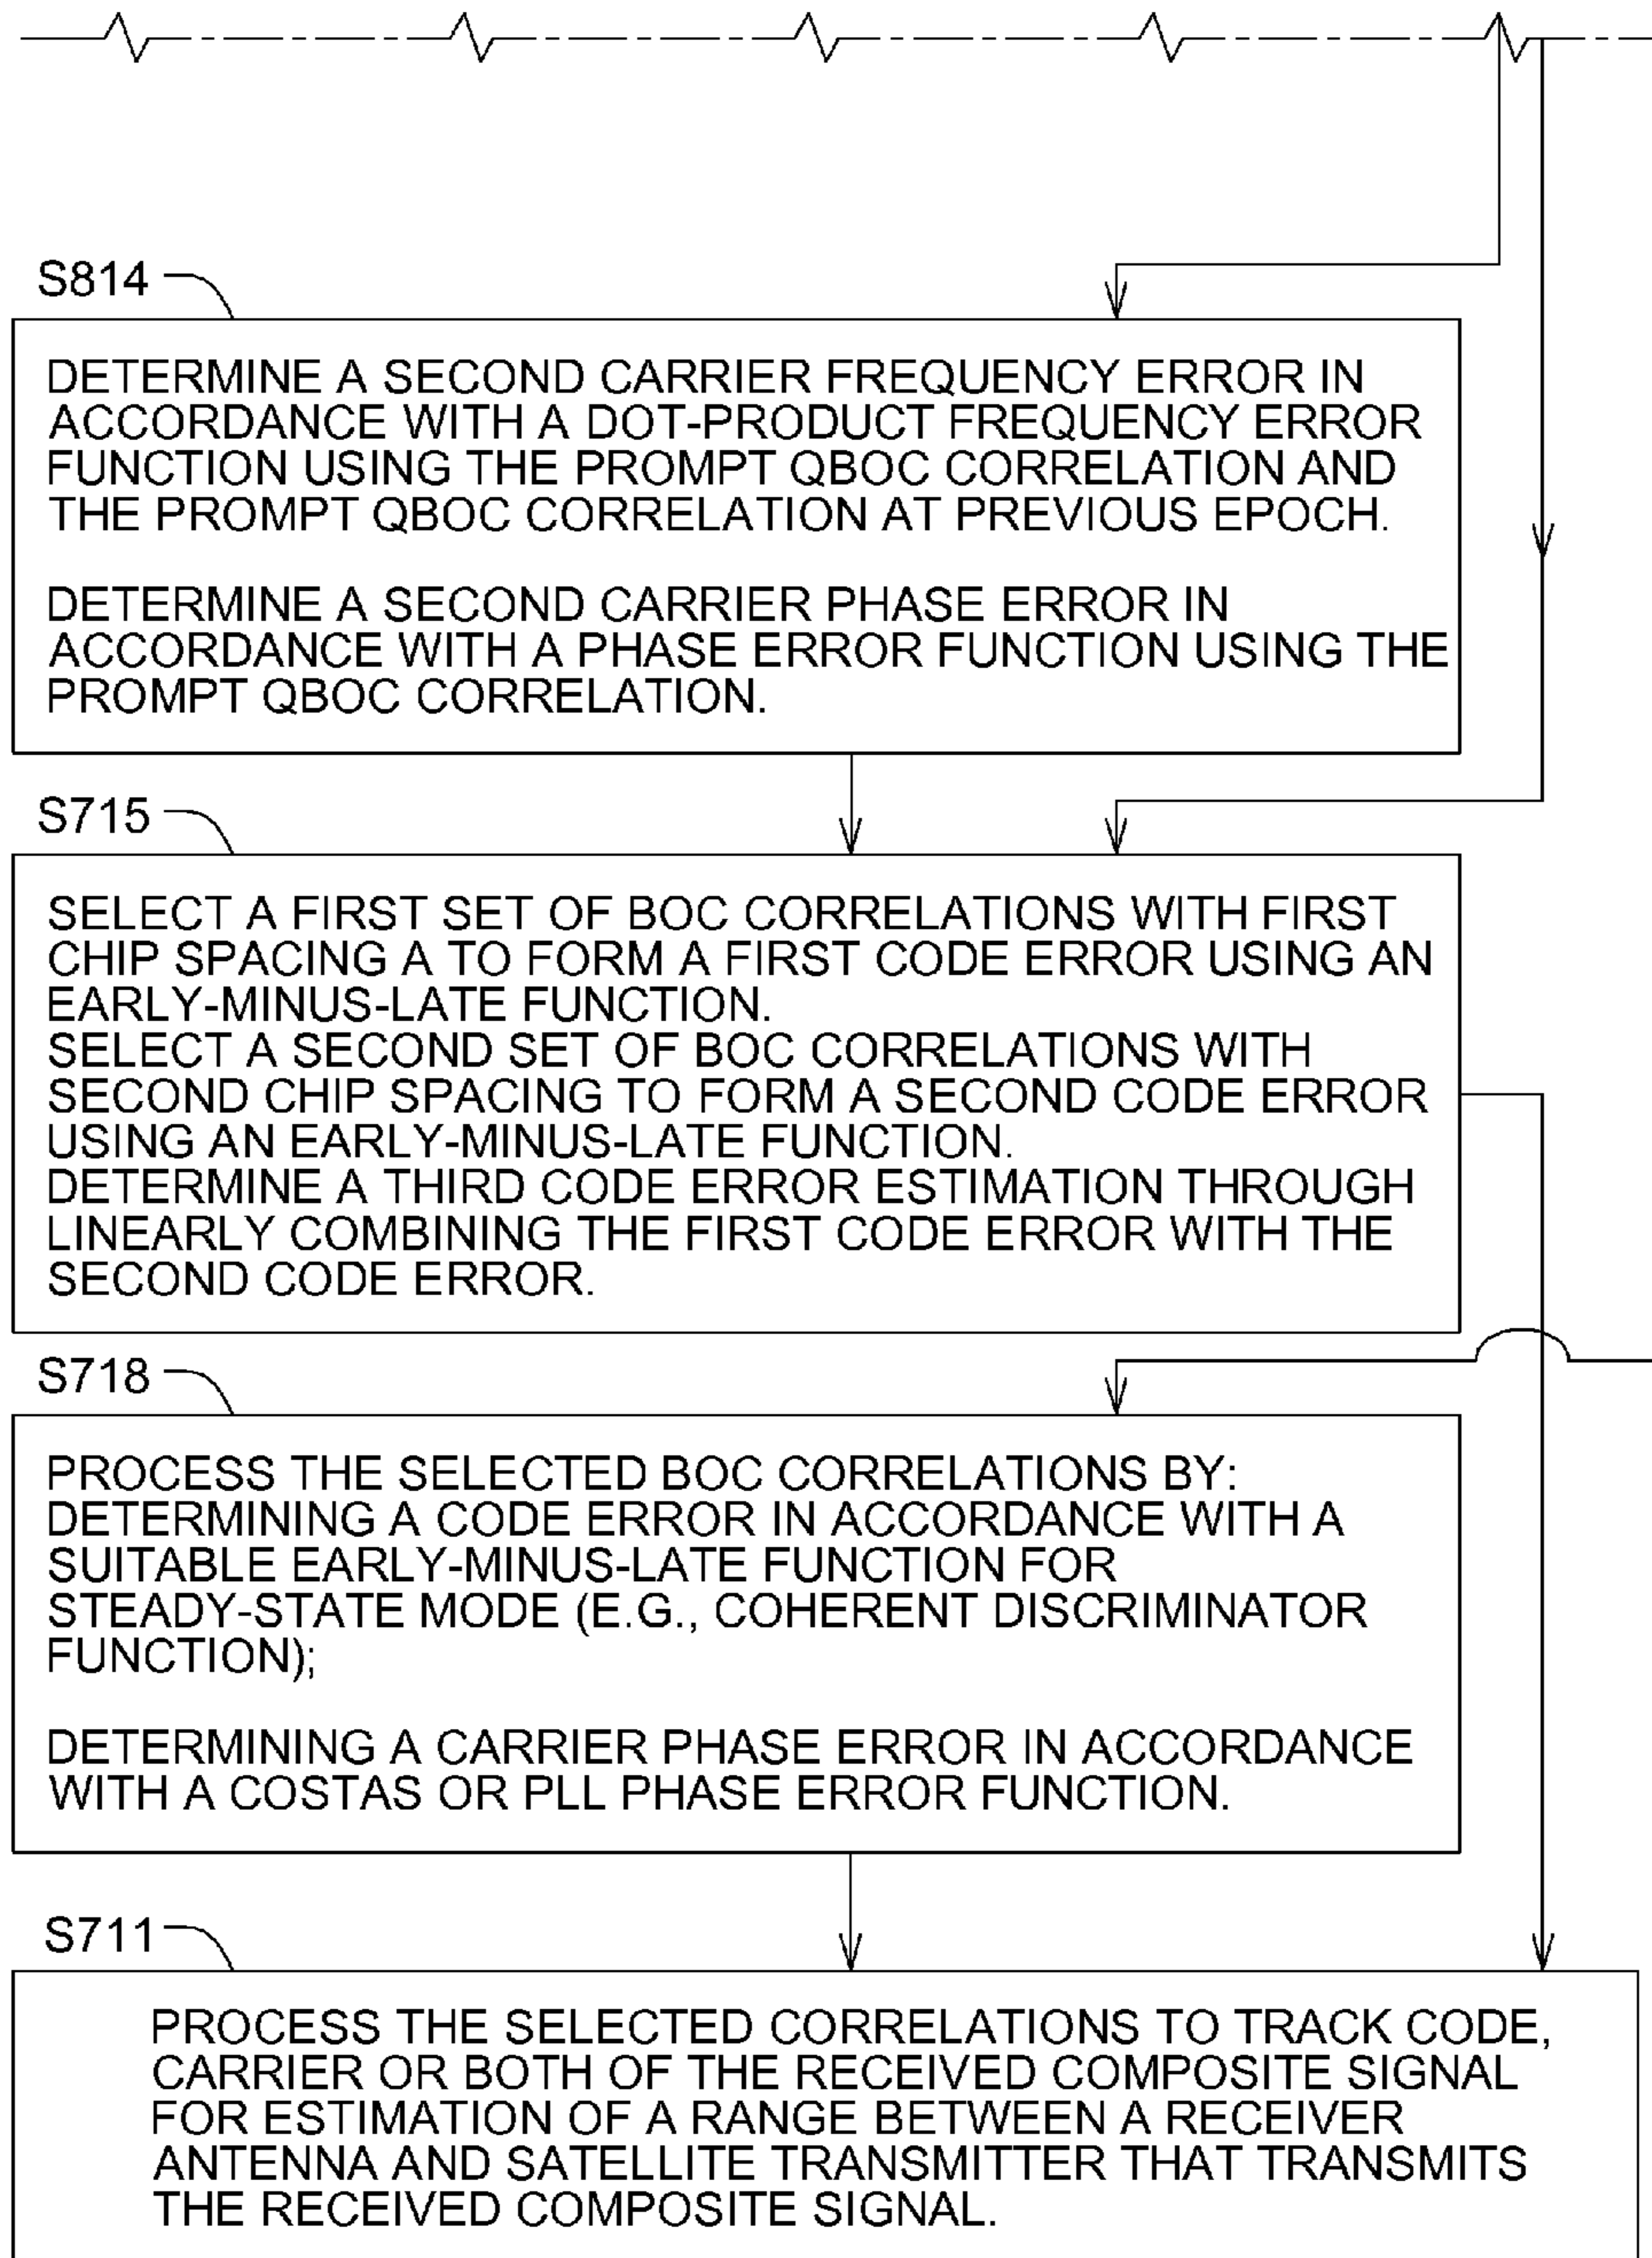 S814
DETERMINE A SECOND CARRIER FREQUENCY ERROR IN
ACCORDANCE WITH A DOT-PRODUCT FREQUENCY ERROR
FUNCTION USING THE PROMPT QBOC CORRELATION AND
THE PROMPT QBOC CORRELATION AT PREVIOUS EPOCH.
DETERMINE A SECOND CARRIER PHASE ERROR IN
ACCORDANCE WITH A PHASE ERROR FUNCTION USING THE
PROMPT QBOC CORRELATION.
S715
SELECT A FIRST SET OF BOC CORRELATIONS WITH FIRST
CHIP SPACING A TO FORM A FIRST CODE ERROR USING AN
EARLY-MINUS-LATE FUNCTION.
SELECT A SECOND SET OF BOC CORRELATIONS WITH
SECOND CHIP SPACING TO FORM A SECOND CODE ERROR
USING AN EARLY-MINUS-LATE FUNCTION.
DETERMINE A THIRD CODE ERROR ESTIMATION THROUGH
LINEARLY COMBINING THE FIRST CODE ERROR WITH THE
SECOND CODE ERROR.
S718
PROCESS THE SELECTED BOC CORRELATIONS BY:
DETERMINING A CODE ERROR IN ACCORDANCE WITH A
SUITABLE EARLY-MINUS-LATE FUNCTION FOR
STEADY-STATE MODE (E.G., COHERENT DISCRIMINATOR
FUNCTION);
DETERMINING A CARRIER PHASE ERROR IN ACCORDANCE
WITH A COSTAS OR PLL PHASE ERROR FUNCTION.
S711
PROCESS THE SELECTED CORRELATIONS TO TRACK CODE,
CARRIER OR BOTH OF THE RECEIVED COMPOSITE SIGNAL
FOR ESTIMATION OF A RANGE BETWEEN A RECEIVER
ANTENNA AND SATELLITE TRANSMITTER THAT TRANSMITS
THE RECEIVED COMPOSITE SIGNAL.